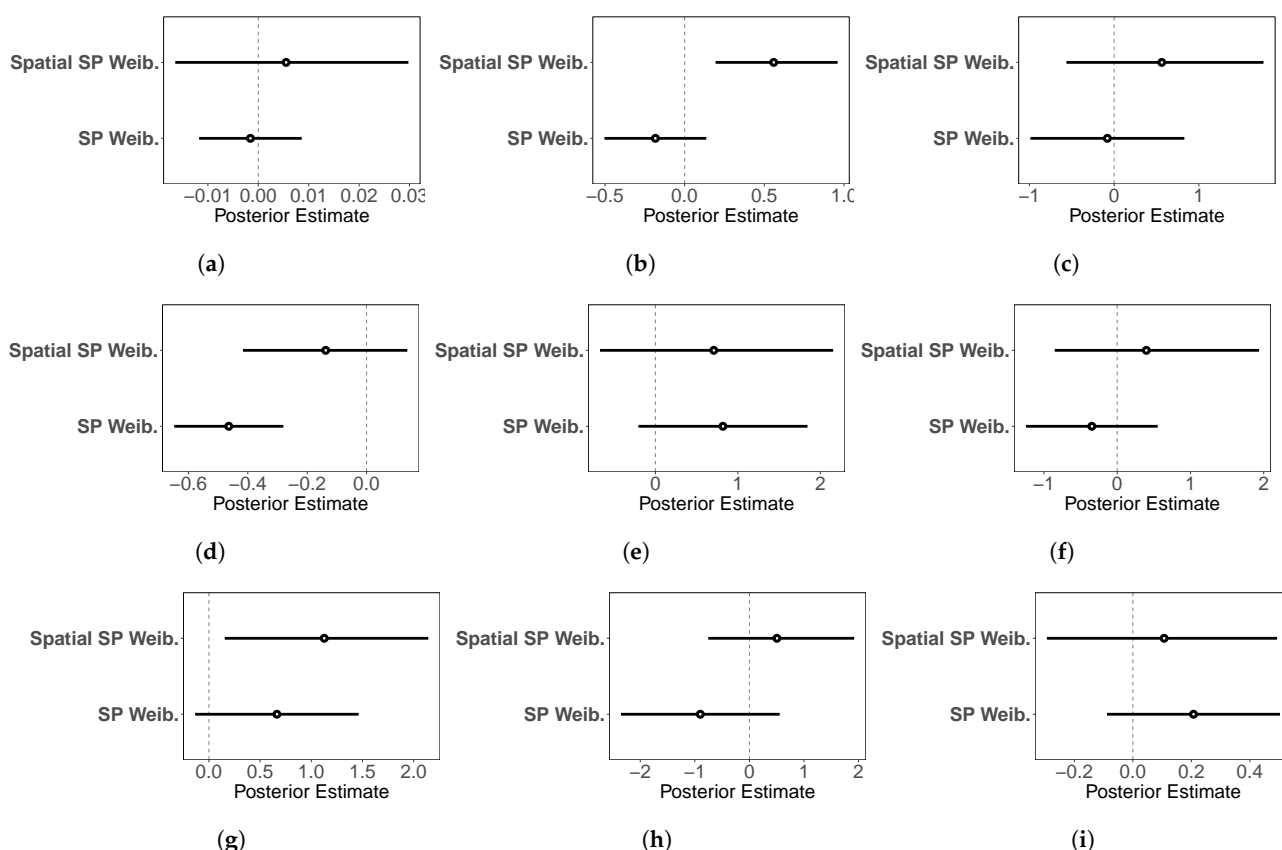 Spatial SP Weib.
SP Weib.
−0.01 0.00 0.01 0.02 0.03
Posterior Estimate
(a)
Spatial SP Weib.
SP Weib.
−0.5 0.0 0.5 1.0
Posterior Estimate
(b)
Spatial SP Weib.
SP Weib.
−1 0 1
Posterior Estimate
(c)
Spatial SP Weib.
SP Weib.
−0.6 −0.4 −0.2 0.0
Posterior Estimate
(d)
Spatial SP Weib.
SP Weib.
0 1 2
Posterior Estimate
(e)
Spatial SP Weib.
SP Weib.
−1 0 1 2
Posterior Estimate
(f)
Spatial SP Weib.
SP Weib.
0.0 0.5 1.0 1.5 2.0
Posterior Estimate
(g)
Spatial SP Weib.
SP Weib.
−2 −1 0 1 2
Posterior Estimate
(h)
Spatial SP Weib.
SP Weib.
−0.2 0.0 0.2 0.4
Posterior Estimate
(i)